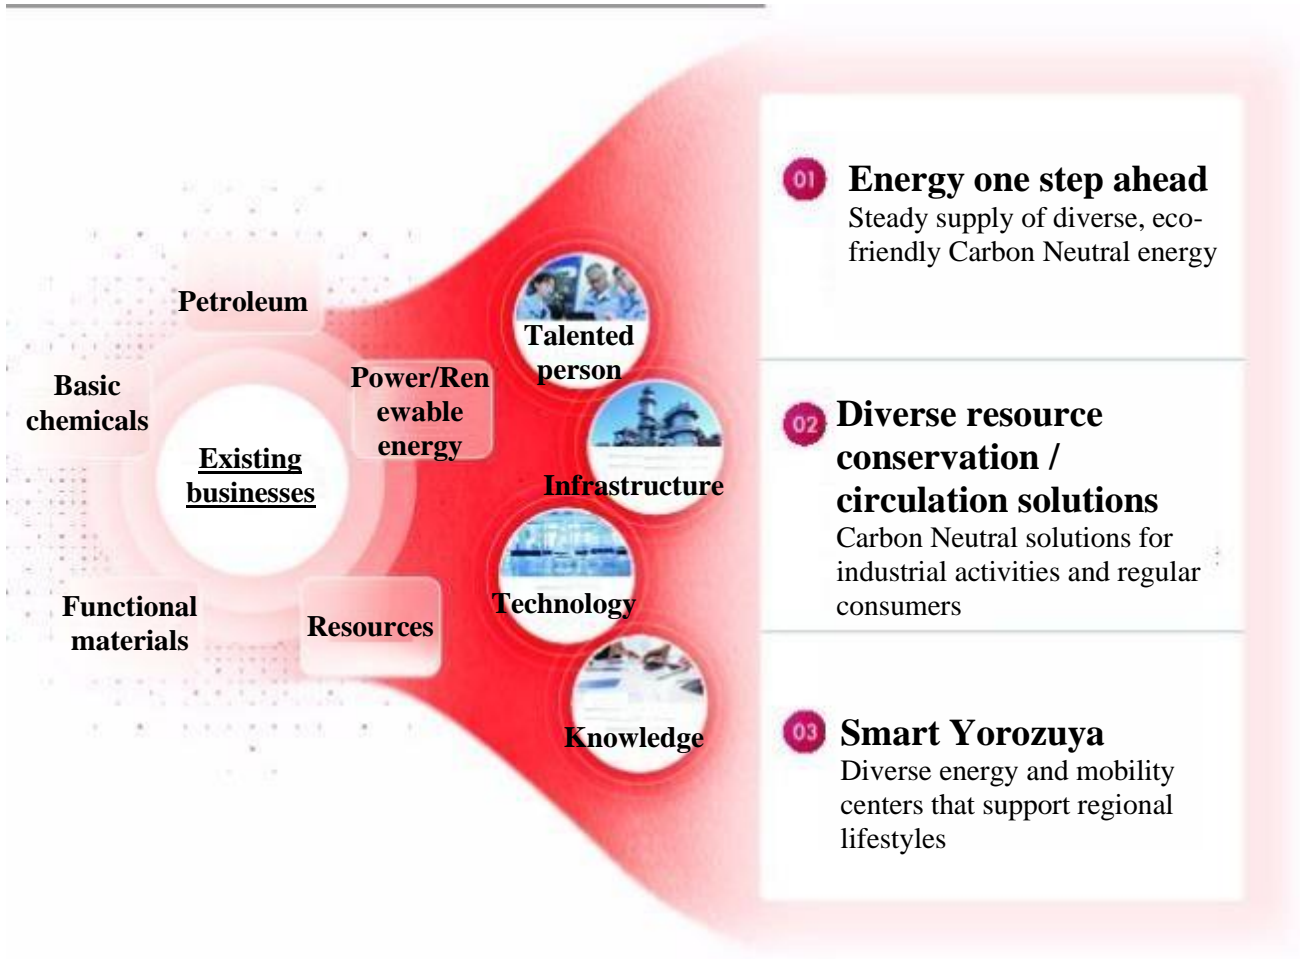 Petroleum
Basic
chemicals
Power/Ren
ewable
energy
Existing
businesses
Functional
materials
Resources
Talented
person
Infrastructure
Technology
Knowledge
01
Energy one step ahead
Steady supply of diverse, eco-
friendly Carbon Neutral energy
02
Diverse resource
conservation /
circulation solutions
Carbon Neutral solutions for
industrial activities and regular
consumers
03
Smart Yorozuya
Diverse energy and mobility
centers that support regional
lifestyles